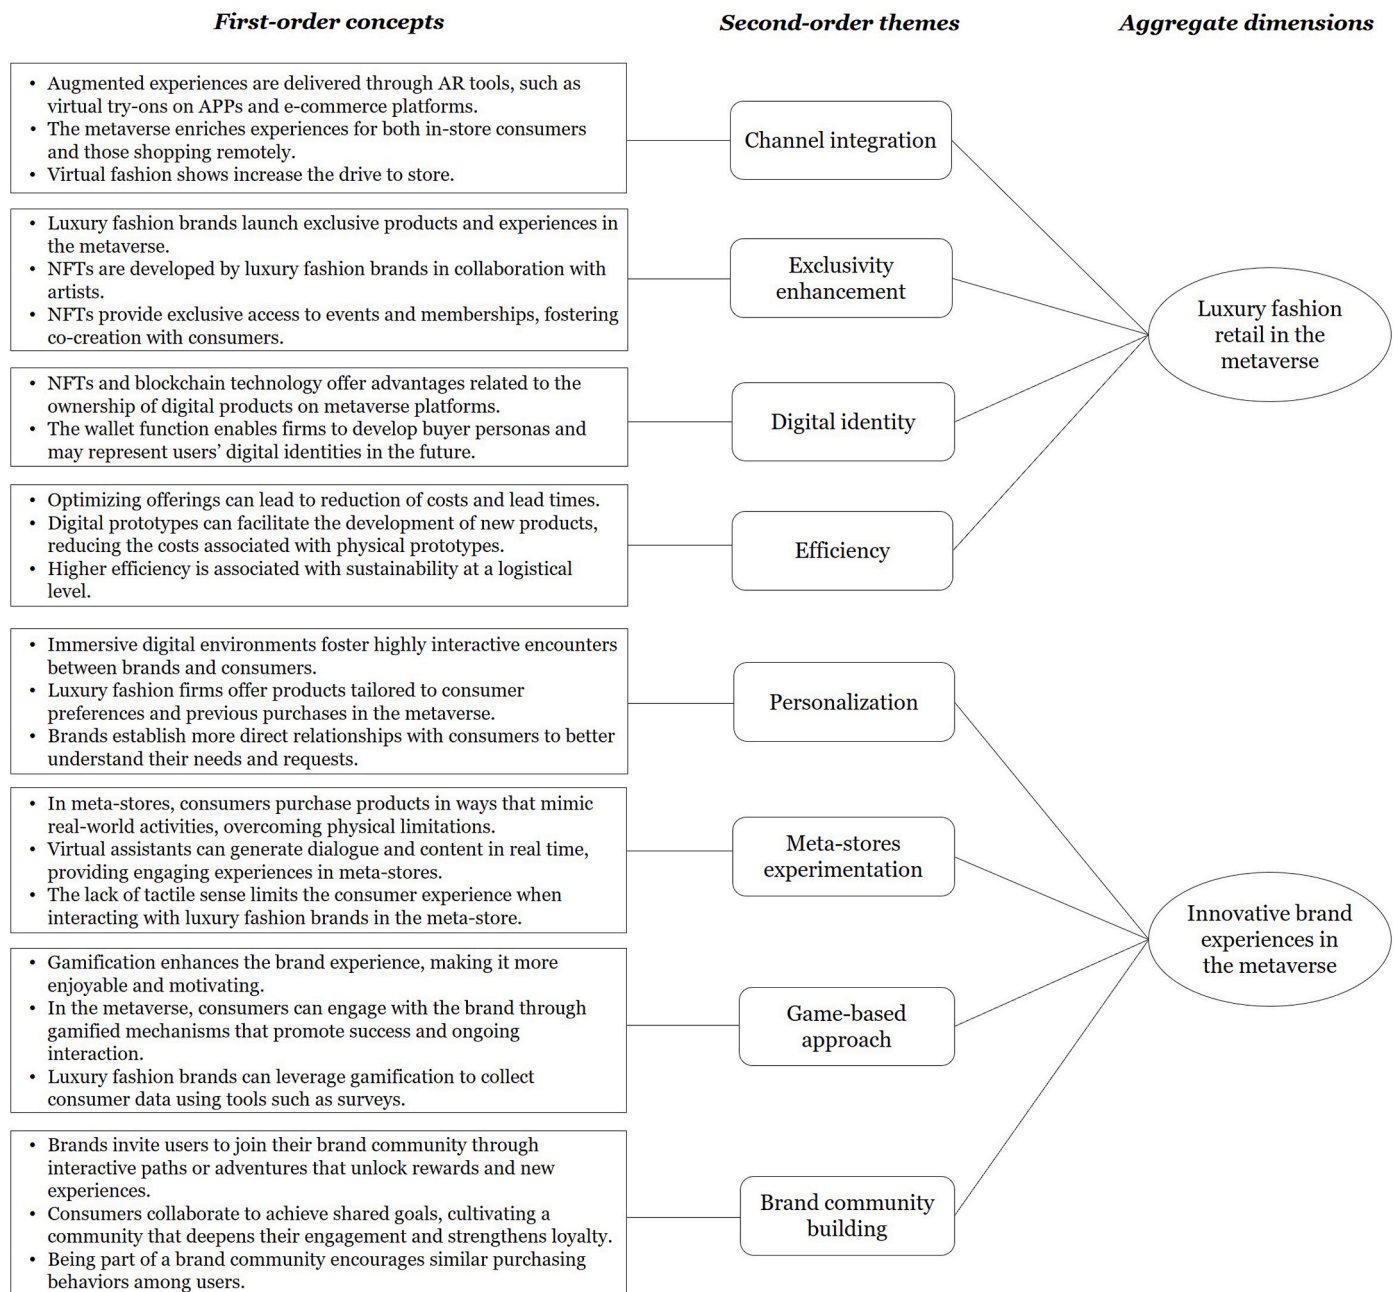 First-order concepts
Second-order themes
Aggregate dimensions
• Augmented experiences are delivered through AR tools, such as
virtual try-ons on APPs and e-commerce platforms.
• The metaverse enriches experiences for both in-store consumers
and those shopping remotely.
• Virtual fashion shows increase the drive to store.
Channel integration
• Luxury fashion brands launch exclusive products and experiences in
the metaverse.
• NFTs are developed by luxury fashion brands in collaboration with
artists.
• NFTs provide exclusive access to events and memberships, fostering
co-creation with consumers.
Exclusivity
enhancement
• NFTs and blockchain technology offer advantages related to the
ownership of digital products on metaverse platforms.
• The wallet function enables firms to develop buyer personas and
may represent users’ digital identities in the future.
Digital identity
• Optimizing offerings can lead to reduction of costs and lead times.
• Digital prototypes can facilitate the development of new products,
reducing the costs associated with physical prototypes.
• Higher efficiency is associated with sustainability at a logistical
level.
Efficiency
Luxury fashion
retail in the
metaverse
• Immersive digital environments foster highly interactive encounters
between brands and consumers.
• Luxury fashion firms offer products tailored to consumer
preferences and previous purchases in the metaverse.
• Brands establish more direct relationships with consumers to better
understand their needs and requests.
Personalization
• In meta-stores, consumers purchase products in ways that mimic
real-world activities, overcoming physical limitations.
• Virtual assistants can generate dialogue and content in real time,
providing engaging experiences in meta-stores.
• The lack of tactile sense limits the consumer experience when
interacting with luxury fashion brands in the meta-store.
Meta-stores
experimentation
• Gamification enhances the brand experience, making it more
enjoyable and motivating.
• In the metaverse, consumers can engage with the brand through
gamified mechanisms that promote success and ongoing
interaction.
• Luxury fashion brands can leverage gamification to collect
consumer data using tools such as surveys.
Game-based
approach
• Brands invite users to join their brand community through
interactive paths or adventures that unlock rewards and new
experiences.
• Consumers collaborate to achieve shared goals, cultivating a
community that deepens their engagement and strengthens loyalty.
• Being part of a brand community encourages similar purchasing
behaviors among users.
Brand community
building
Innovative brand
experiences in
the metaverse